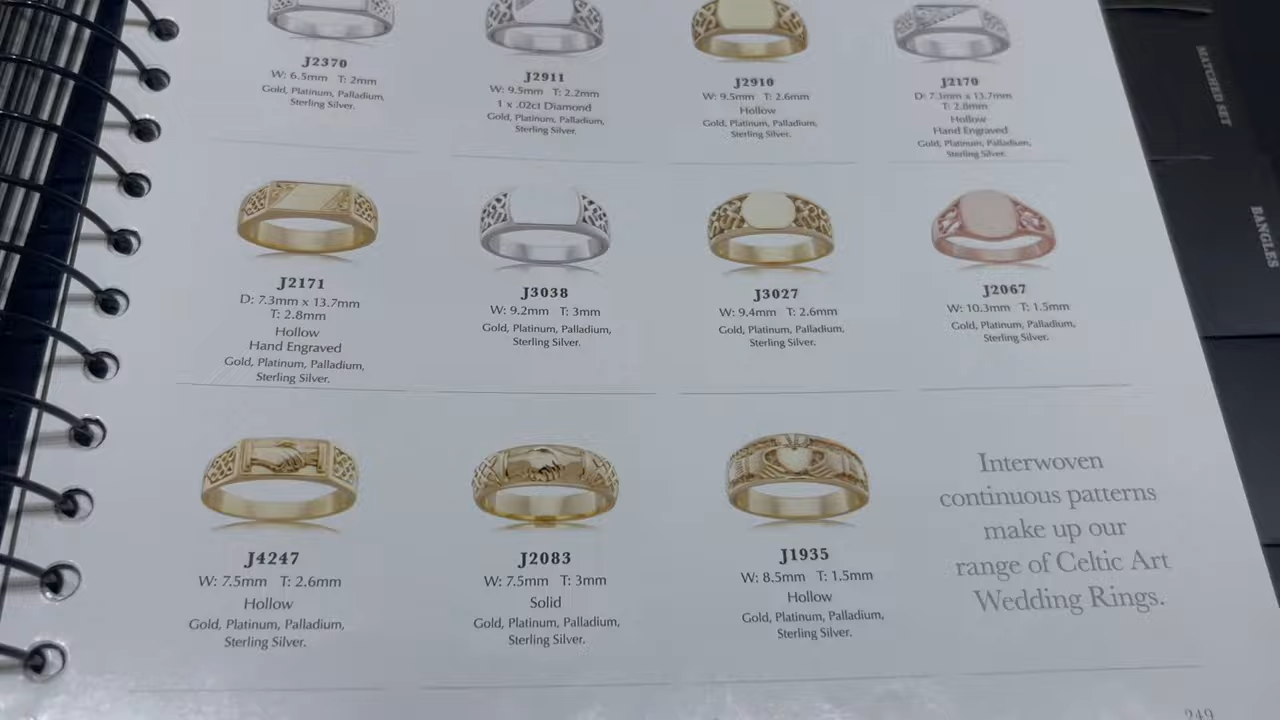 J2370
W: 6.5mm T: 2mm
Gold, Platinum, Palladium,
Sterling Silver.
J2911
W: 9.5mm T: 2.2mm
1 x .02ct Diamond
Gold, Platinum, Palladium,
Sterling Silver.
J2910
W: 9.5mm T: 2.6mm
Hollow
Gold, Platinum, Palladium,
Sterling Silver.
J2170
D: 7.3mm x 13.7mm
T: 2.8mm
Hollow
Hand Engraved
Gold, Platinum, Palladium,
Sterling Silver.
J2171
D: 7.3mm x 13.7mm
T: 2.8mm
Hollow
Hand Engraved
Gold, Platinum, Palladium,
Sterling Silver.
J3038
W: 9.2mm T: 3mm
Gold, Platinum, Palladium,
Sterling Silver.
J3027
W: 9.4mm T: 2.6mm
Gold, Platinum, Palladium,
Sterling Silver.
J2067
W: 10.3mm T: 1.5mm
Gold, Platinum, Palladium,
Sterling Silver.
J4247
W: 7.5mm T: 2.6mm
Hollow
Gold, Platinum, Palladium,
Sterling Silver.
J2083
W: 7.5mm T: 3mm
Solid
Gold, Platinum, Palladium,
Sterling Silver.
J1935
W: 8.5mm T: 1.5mm
Hollow
Gold, Platinum, Palladium,
Sterling Silver.
Interwoven
continuous patterns
make up our
range of Celtic Art
Wedding Rings.
249
MATCHED SET
BANGLES